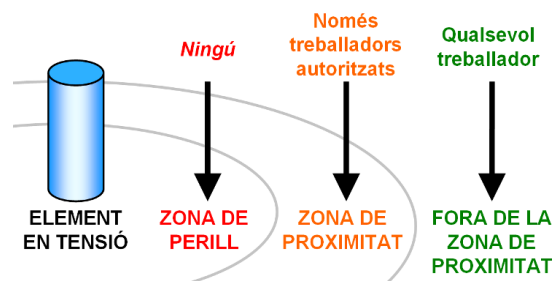 Ningú
Només
treballadors
autoritzats
Qualsevol
treballador
ELEMENT
EN TENSIÓ
ZONA DE
PERILL
ZONA DE
PROXIMITAT
FORA DE LA
ZONA DE
PROXIMITAT